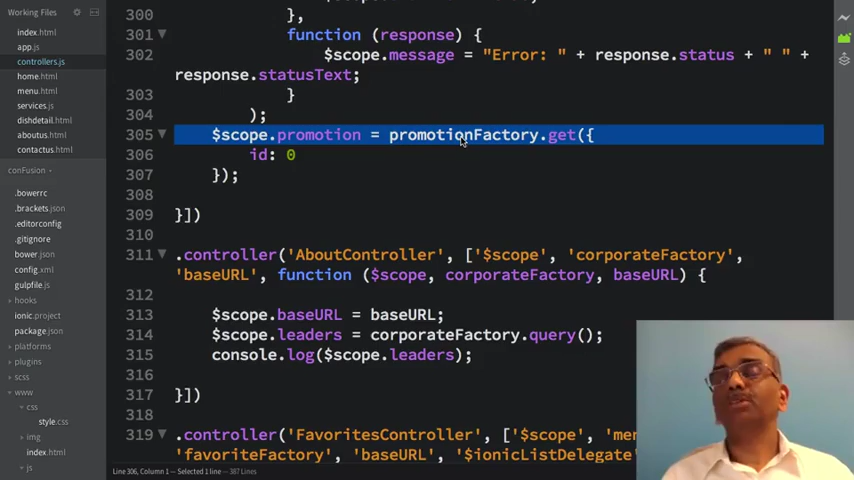 Working Files
index.html
app.js
controllers.js
home.html
menu.html
services.js
dishdetail.html
aboutus.html
contactus.html
conFusion
.bowerrc
.brackets.json
.editorconfig
.gitignore
bower.json
config.xml
gulpfile.js
hooks
ionic.project
package.json
platforms
plugins
scss
www
css
style.css
img
index.html
js
300 },
301 function (response) {
302 $scope.message = "Error: " + response.status + " " +
response.statusText;
303 }
304 );
305 $scope.promotion = promotionFactory.get({
306 id: 0
307 });
308
309 }])
310
311 .controller('AboutController', ['$scope', 'corporateFactory',
'baseURL', function ($scope, corporateFactory, baseURL) {
312
313 $scope.baseURL = baseURL;
314 $scope.leaders = corporateFactory.query();
315 console.log($scope.leaders);
316
317 }])
318
319 .controller('FavoritesController', ['$scope',
'favoriteFactory', 'baseURL', '$ionicListDelegate'
Line 306, Column 1 — Selected 1 line — 387 Lines